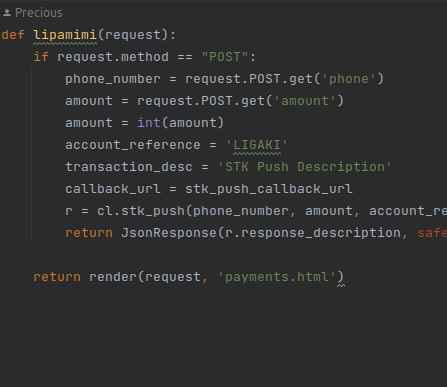 Precious
def lipamimi(request):
if request.method == "POST":
phone_number = request.POST.get('phone')
amount = request.POST.get('amount')
amount = int(amount)
account_reference = 'LIGAKI'
transaction_desc = 'STK Push Description'
callback_url = stk_push_callback_url
r = cl.stk_push(phone_number, amount, account_re
return JsonResponse(r.response_description, safe
return render(request, 'payments.html')